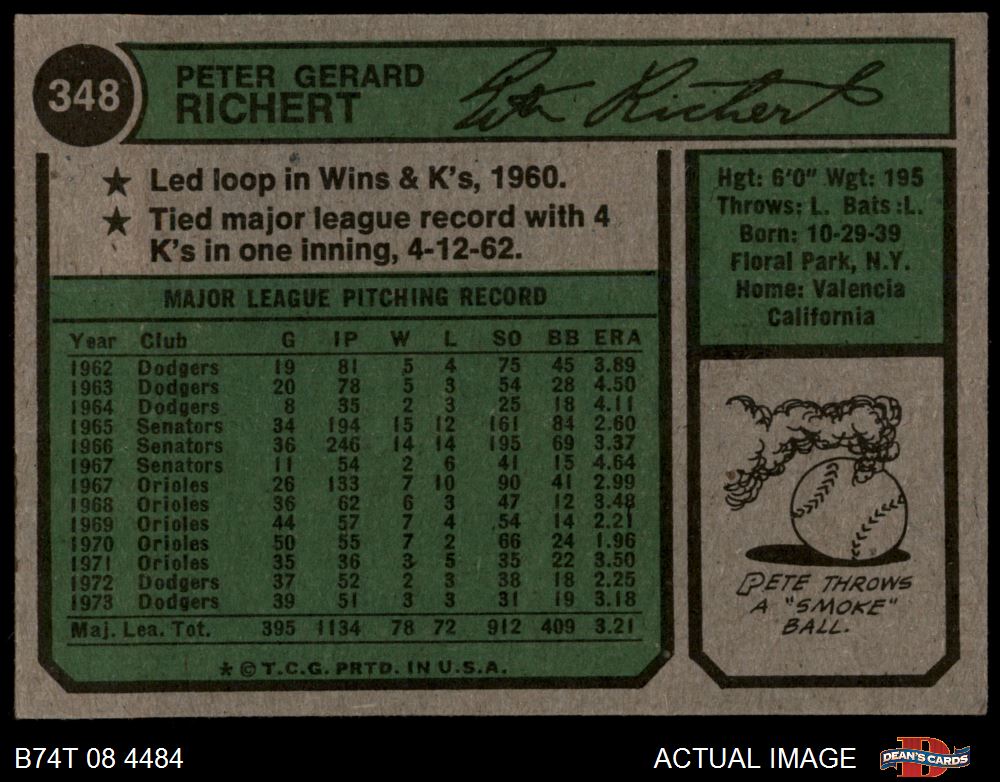 348
PETER GERARD
RICHERT
Pete Richert
★ Led loop in Wins & K's, 1960.
★ Tied major league record with 4
K's in one inning, 4-12-62.
MAJOR LEAGUE PITCHING RECORD
Year Club G IP W L SO BB ERA
1962 Dodgers 19 81 5 4 75 45 3.89
1963 Dodgers 20 78 5 3 54 28 4.50
1964 Dodgers 8 35 2 3 25 18 4.11
1965 Senators 34 194 15 12 161 84 2.60
1966 Senators 36 246 14 14 195 69 3.37
1967 Senators 11 54 2 6 41 15 4.64
1967 Orioles 26 133 7 10 90 41 2.99
1968 Orioles 36 62 6 3 47 12 3.48
1969 Orioles 44 57 7 4 54 14 2.21
1970 Orioles 50 55 7 2 66 24 1.96
1971 Orioles 35 36 3 5 35 22 3.50
1972 Dodgers 37 52 2 3 38 18 2.25
1973 Dodgers 39 51 3 3 31 19 3.18
Maj. Lea. Tot. 395 1134 78 72 912 409 3.21
* © T.C.G. PRTD. IN U.S.A.
Hgt: 6'0" Wgt: 195
Throws: L. Bats: L.
Born: 10-29-39
Floral Park, N.Y.
Home: Valencia
California
PETE THROWS
A "SMOKE"
BALL.
B74T 08 4484
ACTUAL IMAGE
DEAN'S CARDS